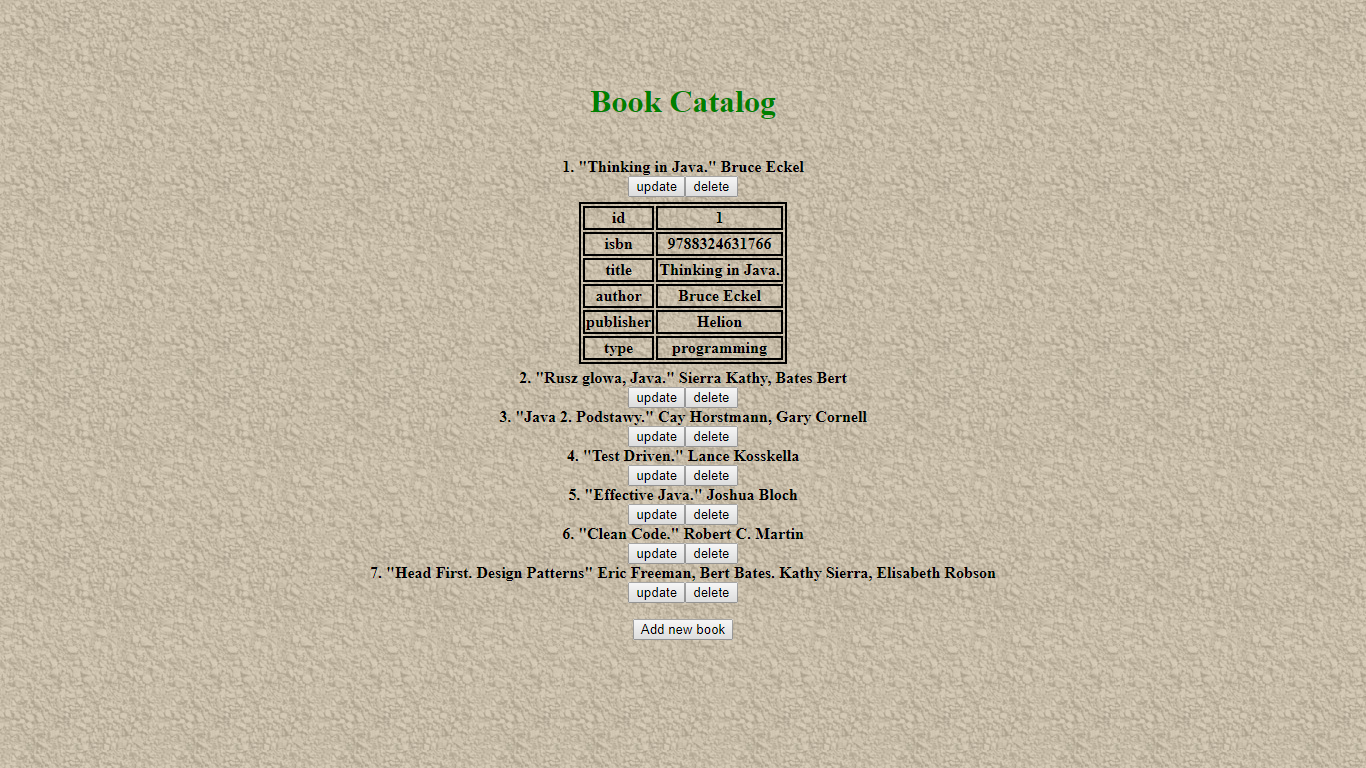 Book Catalog
1. "Thinking in Java." Bruce Eckel
update delete
id 1
isbn 9788324631766
title Thinking in Java.
author Bruce Eckel
publisher Helion
type programming
2. "Rusz glowa, Java." Sierra Kathy, Bates Bert
update delete
3. "Java 2. Podstawy." Cay Horstmann, Gary Cornell
update delete
4. "Test Driven." Lance Kosskella
update delete
5. "Effective Java." Joshua Bloch
update delete
6. "Clean Code." Robert C. Martin
update delete
7. "Head First. Design Patterns" Eric Freeman, Bert Bates. Kathy Sierra, Elisabeth Robson
update delete
Add new book